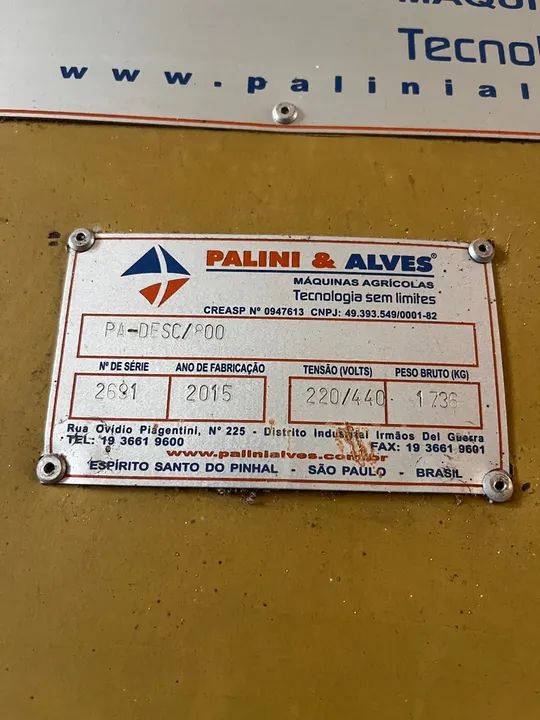 MÁQUI
Tecnol
www.palinial
PALINI & ALVES®
MÁQUINAS AGRÍCOLAS
Tecnologia sem limites
CREASP Nº 0947613 CNPJ: 49.393.549/0001-82
PA-DESC/800
Nº DE SÉRIE ANO DE FABRICAÇÃO TENSÃO (VOLTS) PESO BRUTO (KG)
2691 2015 220/440 1736
Rua Ovídio Piagentini, Nº 225 - Distrito Industrial Irmãos Del Guerra
TEL: 19 3661 9600 FAX: 19 3661 9601
www.palinialves.com.br
ESPÍRITO SANTO DO PINHAL - SÃO PAULO - BRASIL